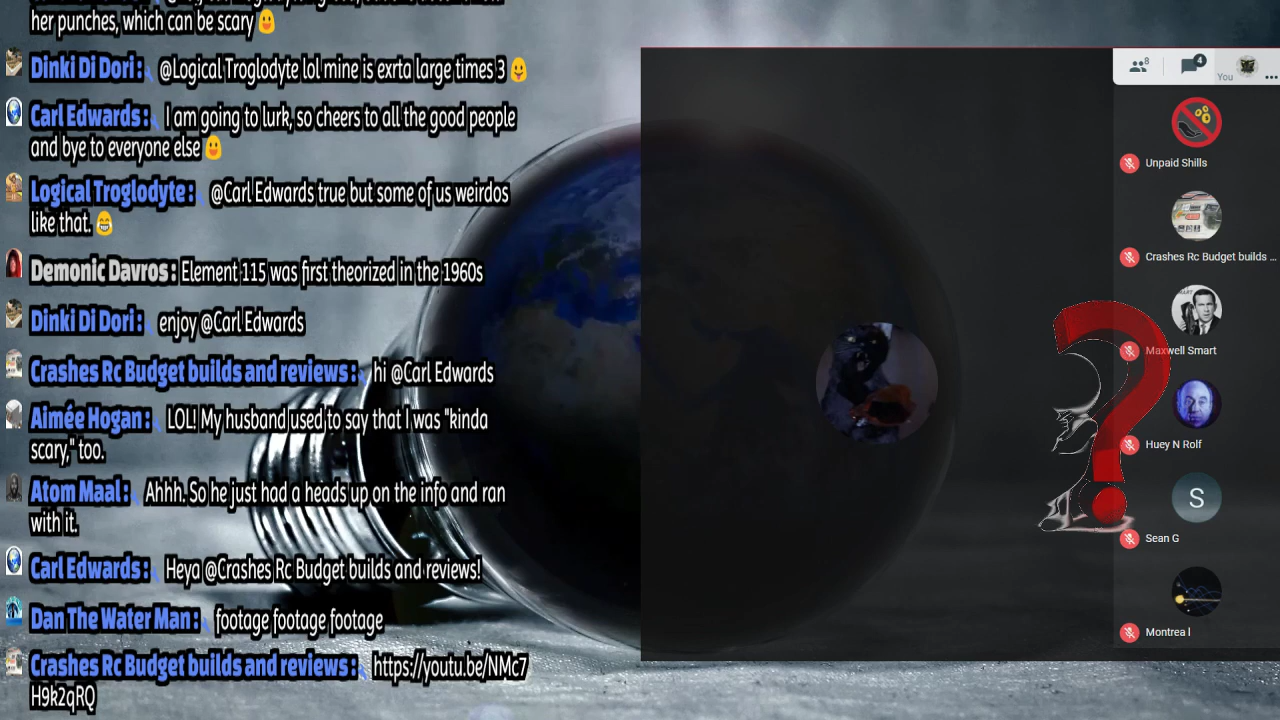 her punches, which can be scary
Dinki Di Dori : @Logical Troglodyte lol mine is exrta large times 3
Carl Edwards : I am going to lurk, so cheers to all the good people
and bye to everyone else
Logical Troglodyte : @Carl Edwards true but some of us weirdos
like that.
Demonic Davros : Element 115 was first theorized in the 1960s
Dinki Di Dori : enjoy @Carl Edwards
Crashes Rc Budget builds and reviews : hi @Carl Edwards
Aimée Hogan : LOL! My husband used to say that I was "kinda
scary," too.
Atom Maal : Ahhh. So he just had a heads up on the info and ran
with it.
Carl Edwards : Heya @Crashes Rc Budget builds and reviews!
Dan The Water Man : footage footage footage
Crashes Rc Budget builds and reviews : https://youtu.be/NMc7
H9k2qRQ
8
4
You
Unpaid Shills
Crashes Rc Budget builds ...
Maxwell Smart
Huey N Rolf
S
Sean G
Montrea l
?